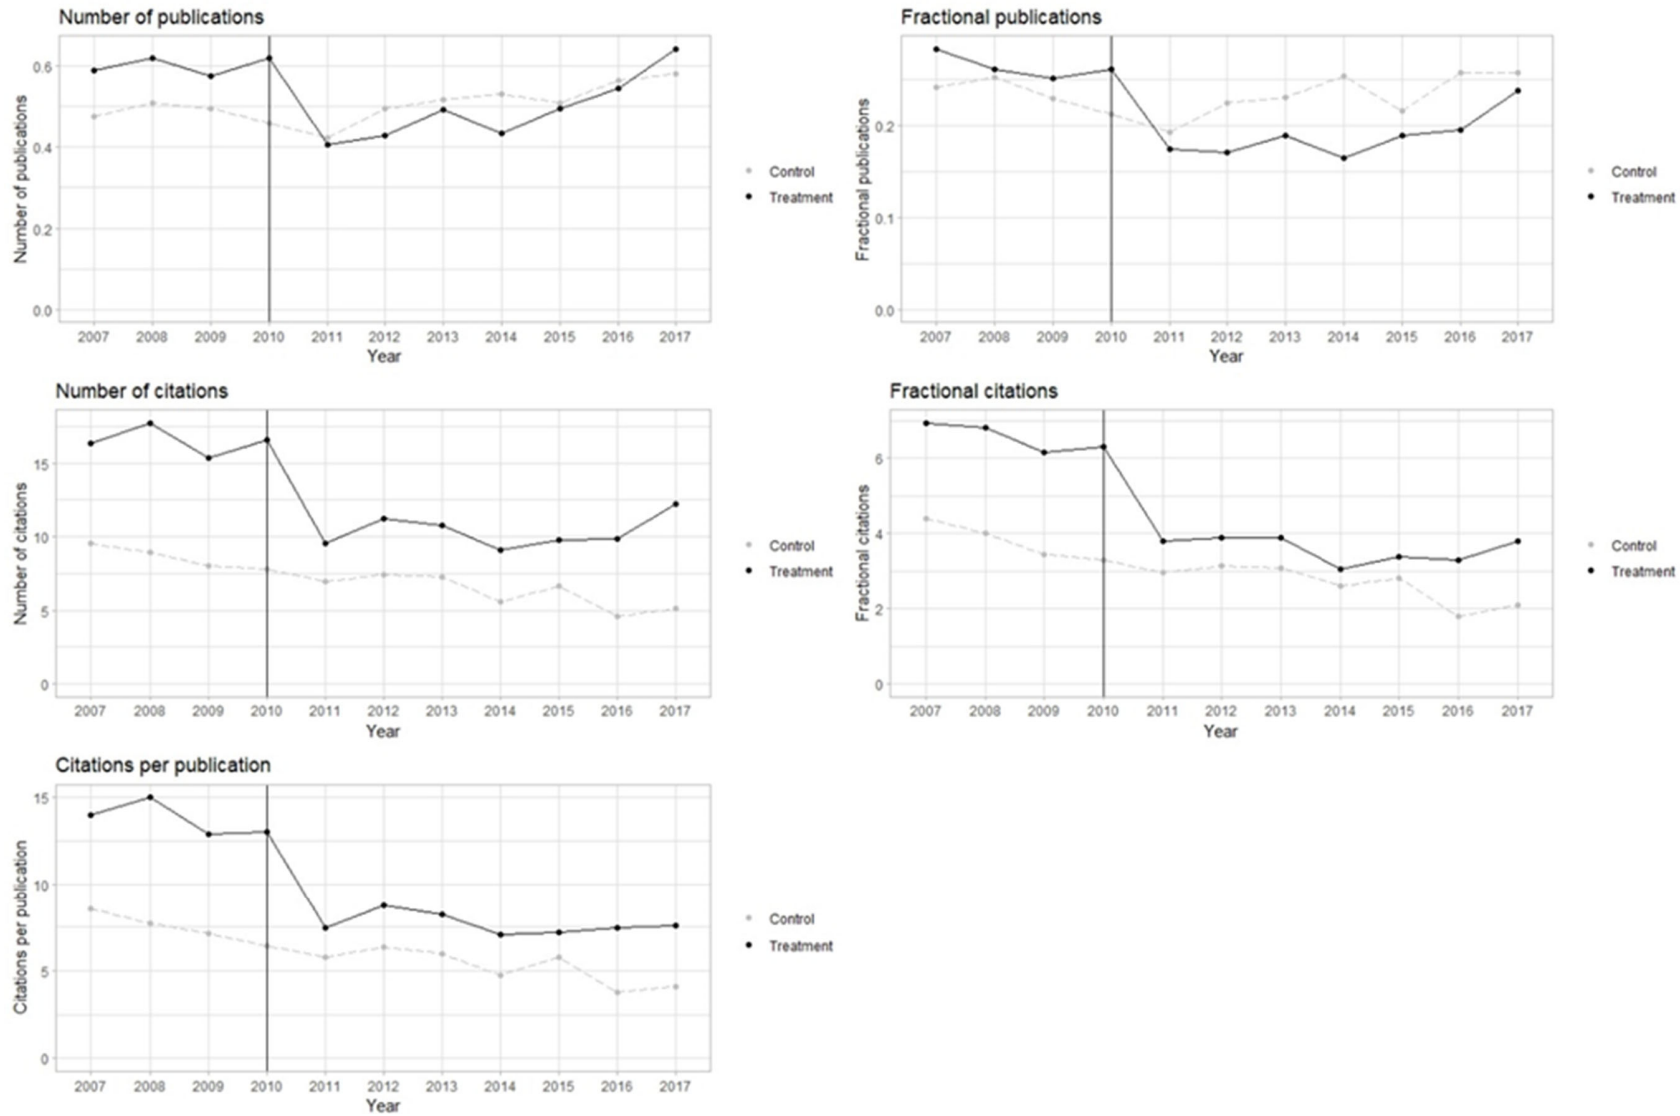 Number of publications
Number of publications
0.6
0.4
0.2
0.0
2007 2008 2009 2010 2011 2012 2013 2014 2015 2016 2017
Year
Control
Treatment
Fractional publications
Fractional publications
0.2
0.1
0.0
2007 2008 2009 2010 2011 2012 2013 2014 2015 2016 2017
Year
Control
Treatment
Number of citations
Number of citations
15
10
5
0
2007 2008 2009 2010 2011 2012 2013 2014 2015 2016 2017
Year
Control
Treatment
Fractional citations
Fractional citations
6
4
2
0
2007 2008 2009 2010 2011 2012 2013 2014 2015 2016 2017
Year
Control
Treatment
Citations per publication
Citations per publication
15
10
5
0
2007 2008 2009 2010 2011 2012 2013 2014 2015 2016 2017
Year
Control
Treatment